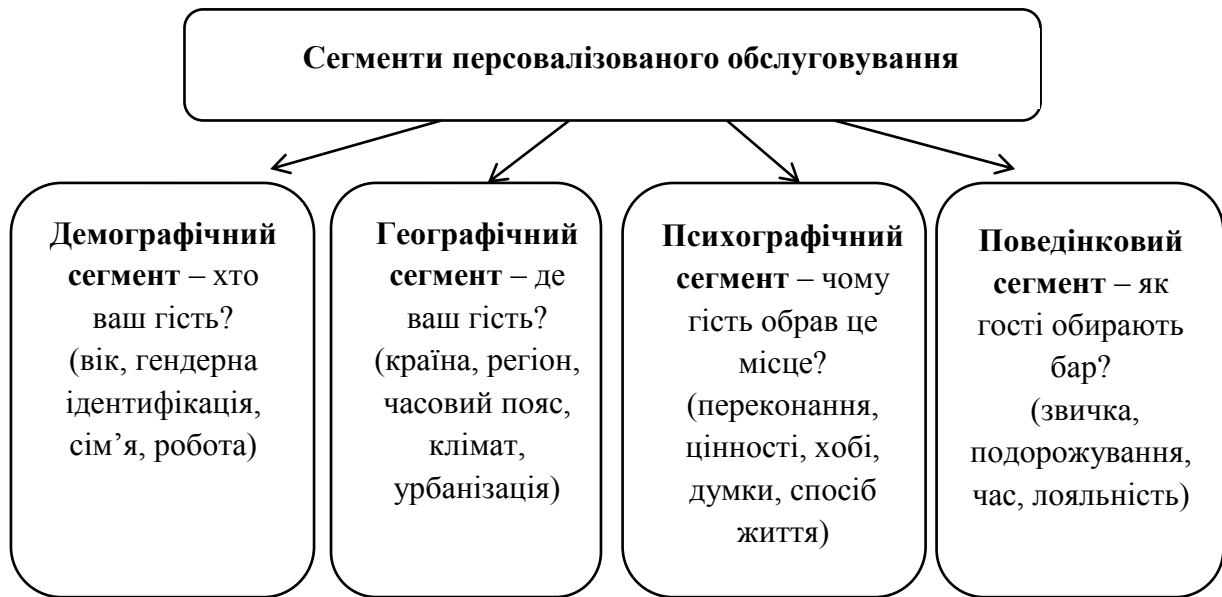 Сегменти персовалізованого обслуговування
Демографічний
сегмент – хто
ваш гість?
(вік, гендерна
ідентифікація,
сім’я, робота)
Географічний
сегмент – де
ваш гість?
(країна, регіон,
часовий пояс,
клімат,
урбанізація)
Психографічний
сегмент – чому
гість обрав це
місце?
(переконання,
цінності, хобі,
думки, спосіб
життя)
Поведінковий
сегмент – як
гості обирають
бар?
(звичка,
подорожування,
час, лояльність)